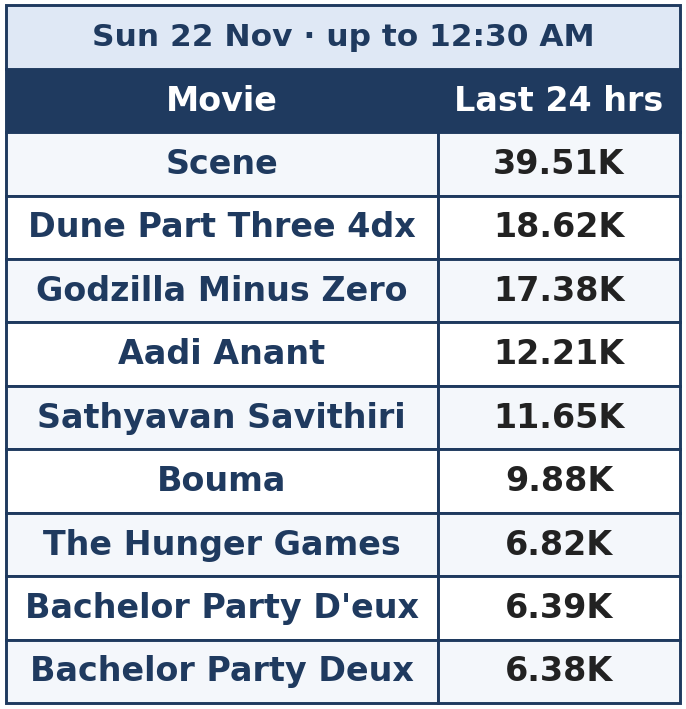 Sun 22 Nov · up to 12:30 AM
Movie Last 24 hrs
Scene 39.51K
Dune Part Three 4dx 18.62K
Godzilla Minus Zero 17.38K
Aadi Anant 12.21K
Sathyavan Savithiri 11.65K
Bouma 9.88K
The Hunger Games 6.82K
Bachelor Party D'eux 6.39K
Bachelor Party Deux 6.38K